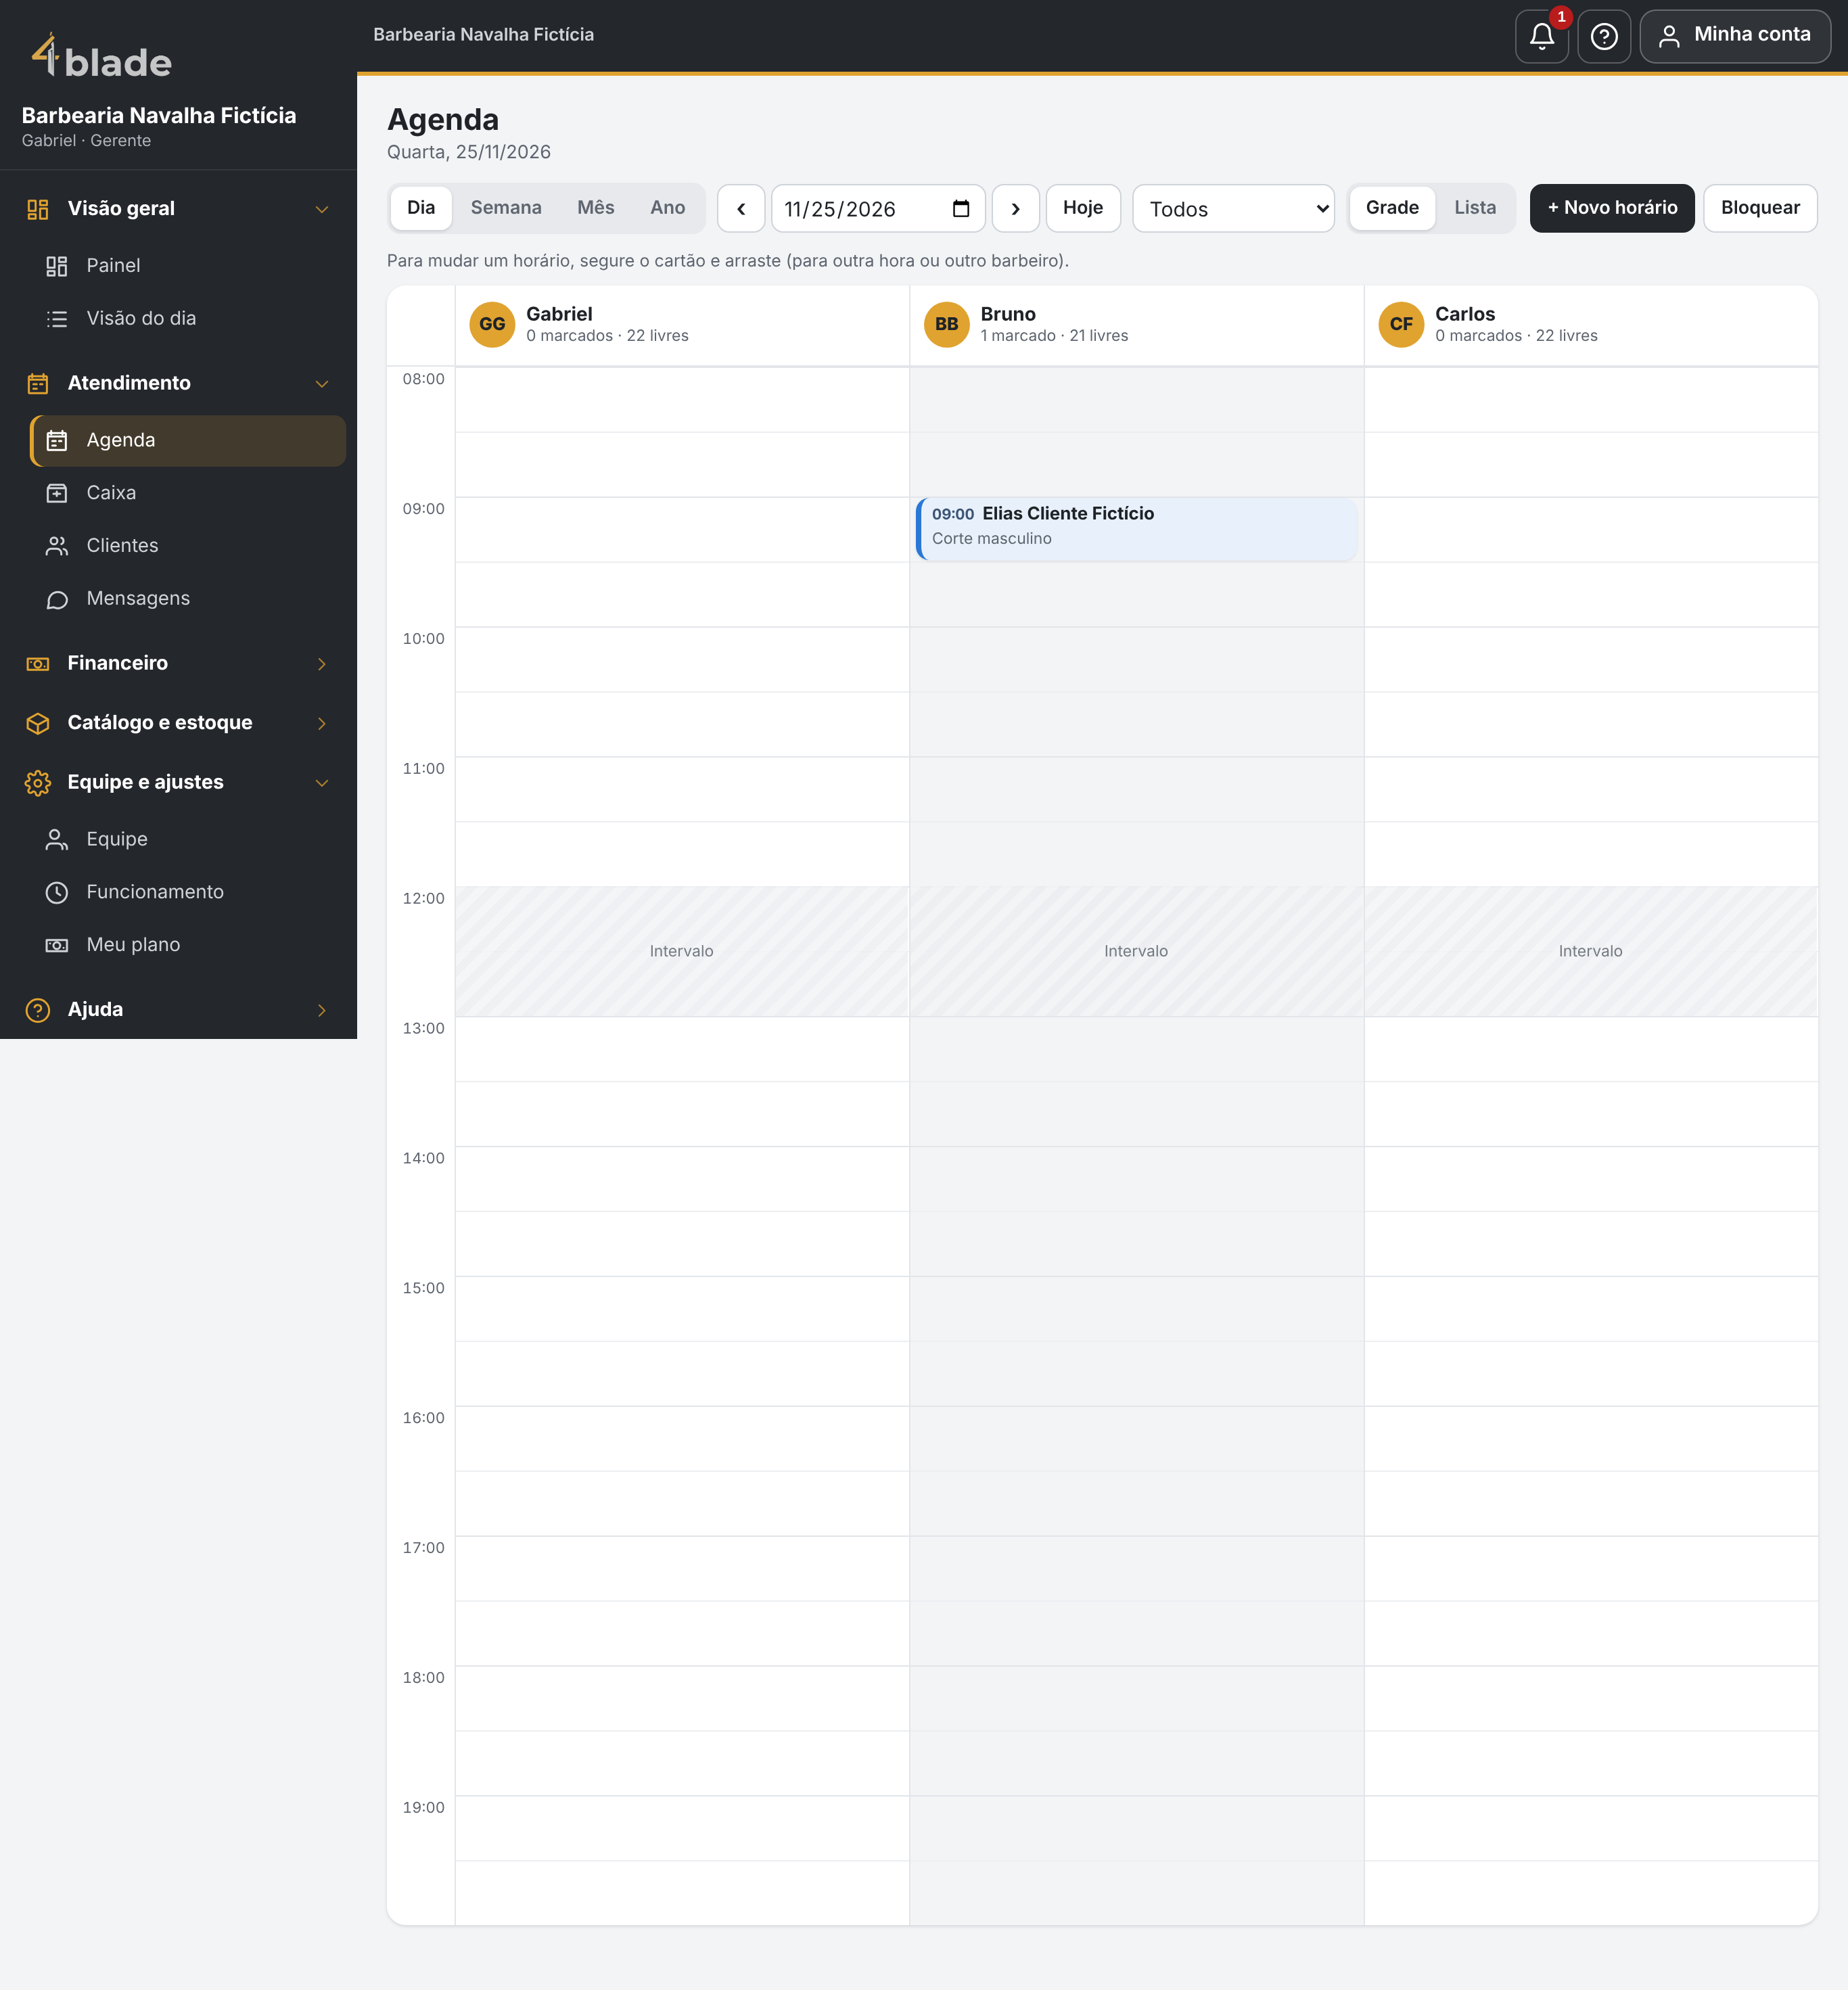 4blade
Barbearia Navalha Fictícia
Gabriel · Gerente
Visão geral
Painel
Visão do dia
Atendimento
Agenda
Caixa
Clientes
Mensagens
Financeiro
Catálogo e estoque
Equipe e ajustes
Equipe
Funcionamento
Meu plano
Ajuda
Barbearia Navalha Fictícia
1
Minha conta
Agenda
Quarta, 25/11/2026
Dia Semana Mês Ano ‹ 11/25/2026 › Hoje Todos Grade Lista + Novo horário Bloquear
Para mudar um horário, segure o cartão e arraste (para outra hora ou outro barbeiro).
GG Gabriel
0 marcados · 22 livres
BB Bruno
1 marcado · 21 livres
CF Carlos
0 marcados · 22 livres
08:00
09:00
09:00 Elias Cliente Fictício
Corte masculino
10:00
11:00
12:00
Intervalo Intervalo Intervalo
13:00
14:00
15:00
16:00
17:00
18:00
19:00